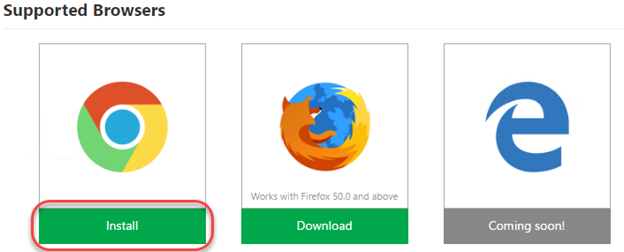 Supported Browsers
Works with Firefox 50.0 and above
Install
Download
Coming soon!